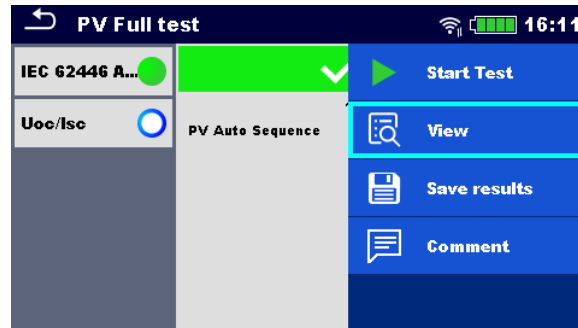 PV Full test
16:11
IEC 62446 A...
Uoc/Isc
PV Auto Sequence
Start Test
View
Save results
Comment